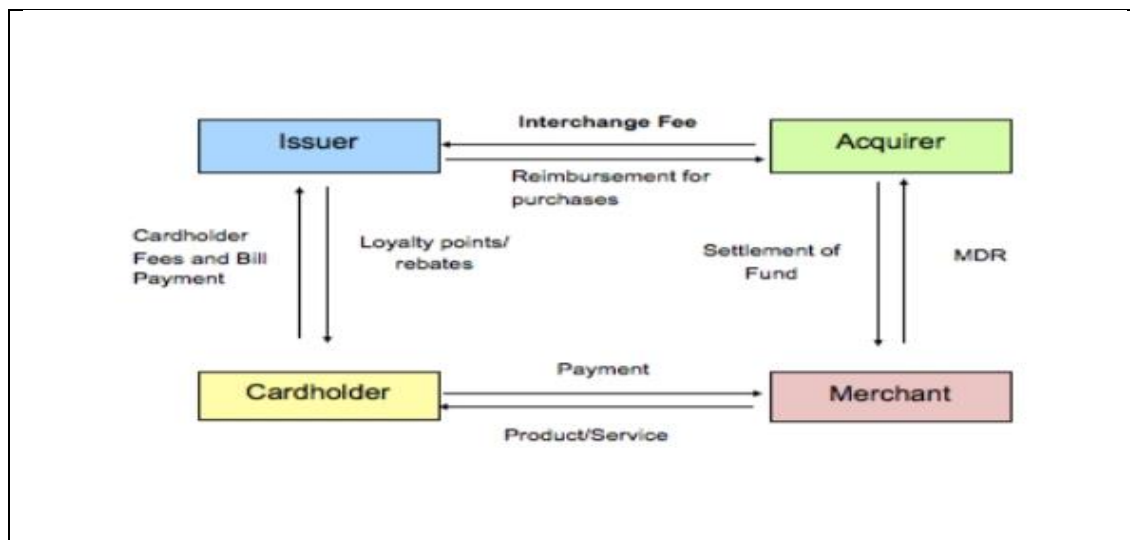 Interchange Fee
Issuer
Acquirer
Reimbursement for
purchases
Cardholder
Fees and Bill
Payment
Loyalty points/
rebates
Settlement of
Fund
MDR
Payment
Cardholder
Merchant
Product/Service